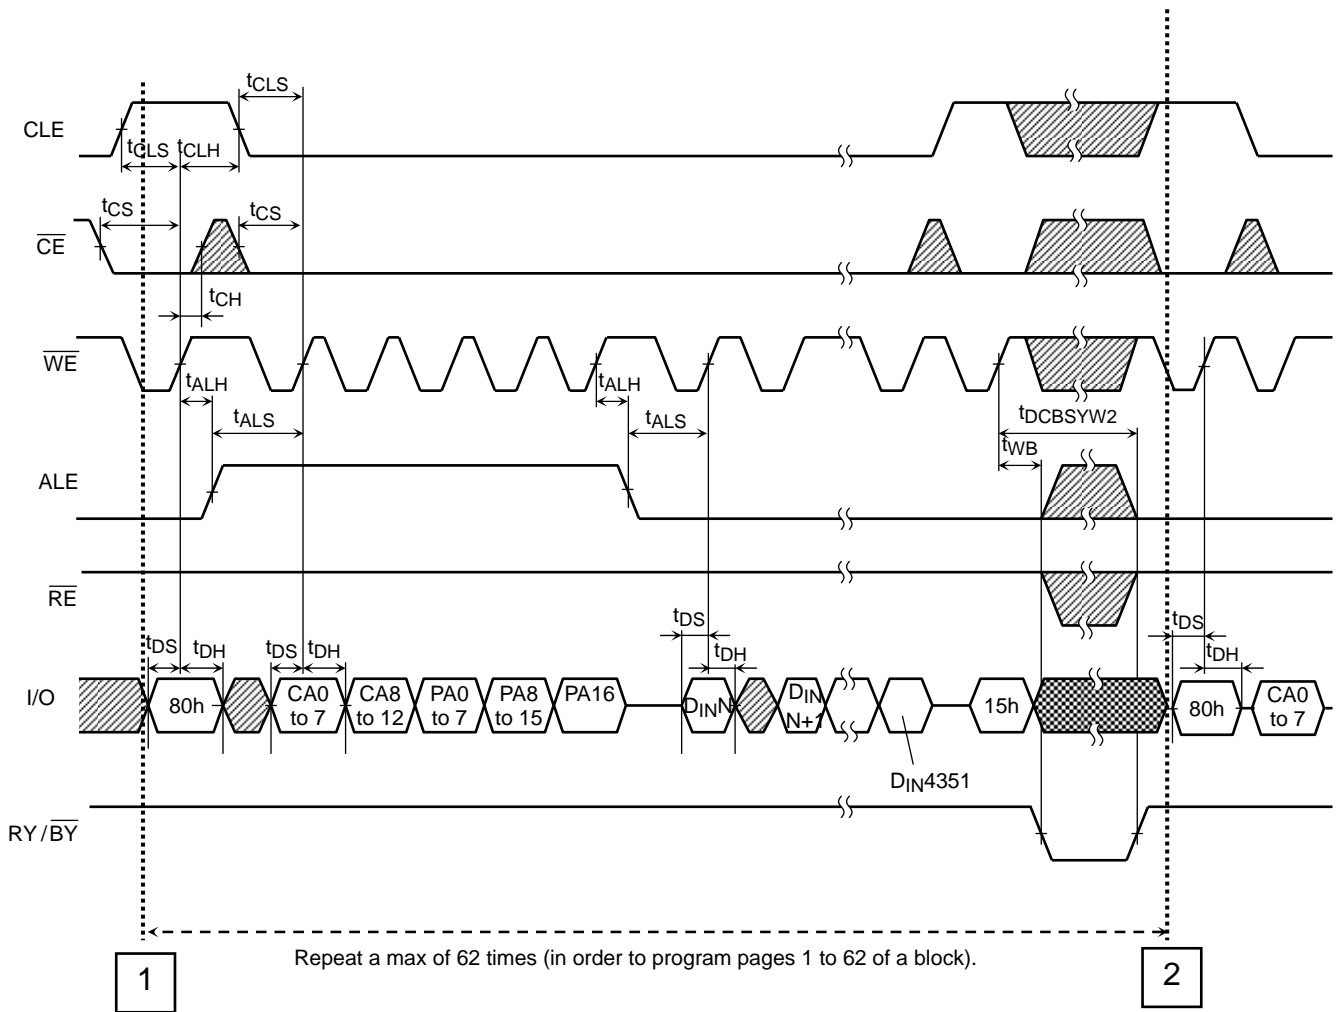 tCLS
CLE
tCLS tCLH
tCS
tCS
CE
tCH
WE
tALH
tALH
tDCBSYW2
tALS
tALS
tWB
ALE
RE
tDS
tDH
tDS
tDH
tDS
tDH
tDS
tDH
I/O
80h
CA0 to 7
CA8 to 12
PA0 to 7
PA8 to 15
PA16
DINN
DIN N+1
15h
80h
CA0 to 7
DIN4351
RY/BY
Repeat a max of 62 times (in order to program pages 1 to 62 of a block).
1
2